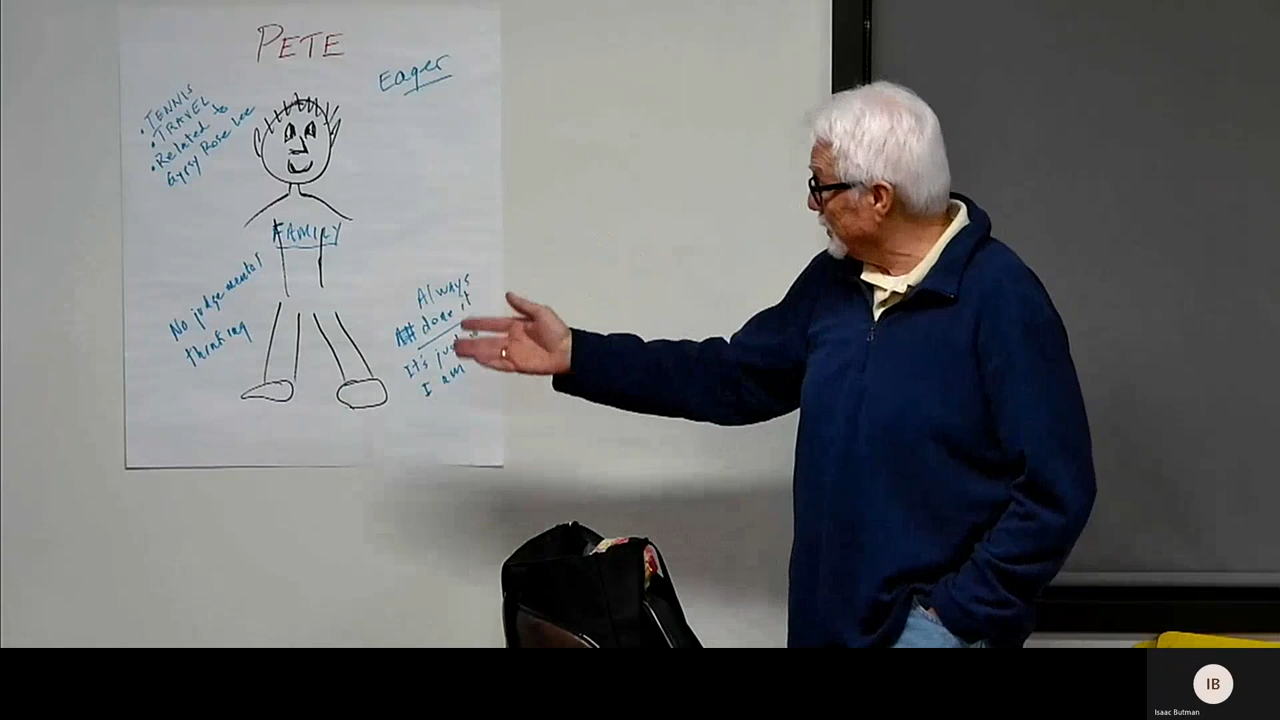 PETE
Eager
• TENNIS
• TRAVEL
• Related to
Gypsy Rose Lee
FAMILY
No judgemental
thinking
Always
done it
It's just
I am
IB
Isaac Butman